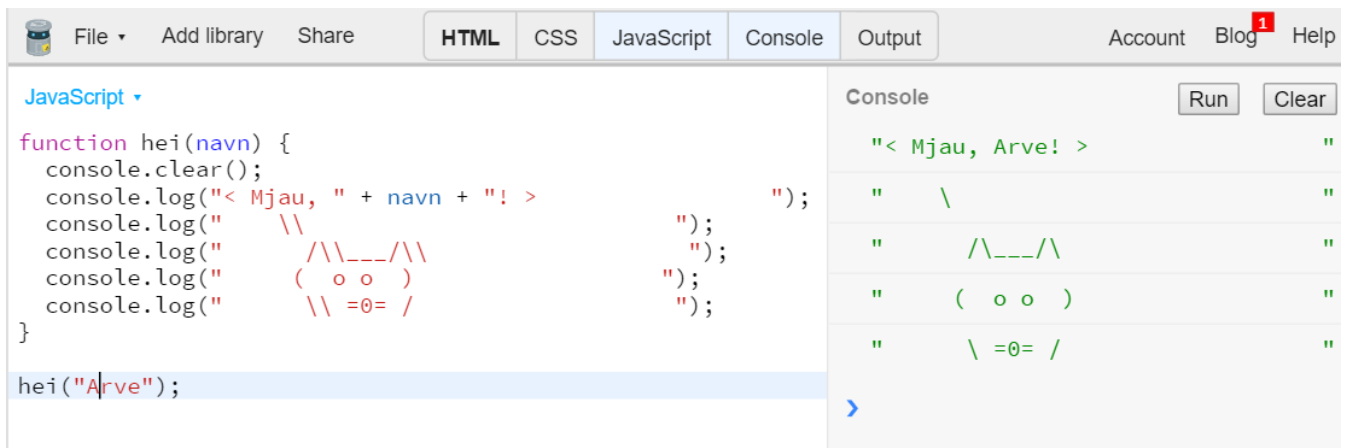 File ▾ Add library Share HTML CSS JavaScript Console Output Account Blog 1 Help
JavaScript ▾
function hei(navn) {
  console.clear();
  console.log("< Mjau, " + navn + "! >                    ");
  console.log("     \\                                ");
  console.log("       /\\___/\\                      ");
  console.log("      (  o o  )                     ");
  console.log("       \\ =0= /                      ");
}
hei("Arve");
Console Run Clear
"< Mjau, Arve! >                    "
"     \                                "
"       /\___/\                      "
"      (  o o  )                     "
"       \ =0= /                      "
❯